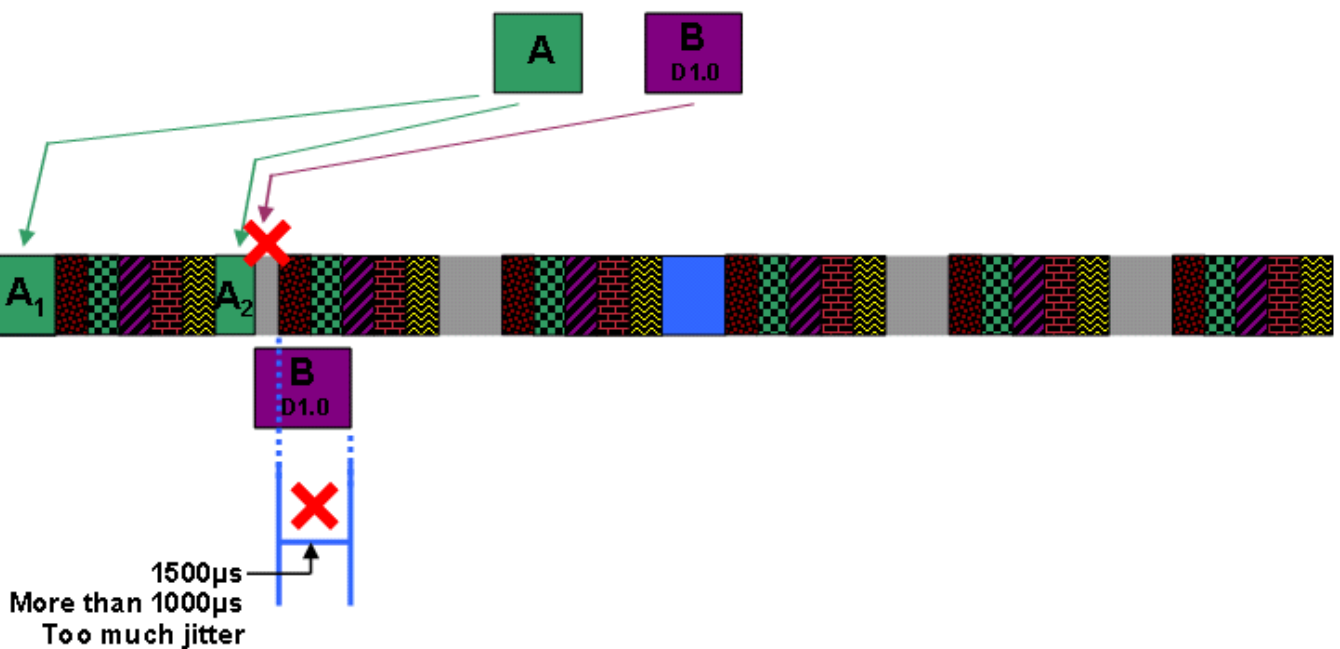 A
B
D1.0
A₁
A₂
B
D1.0
1500µs
More than 1000µs
Too much jitter